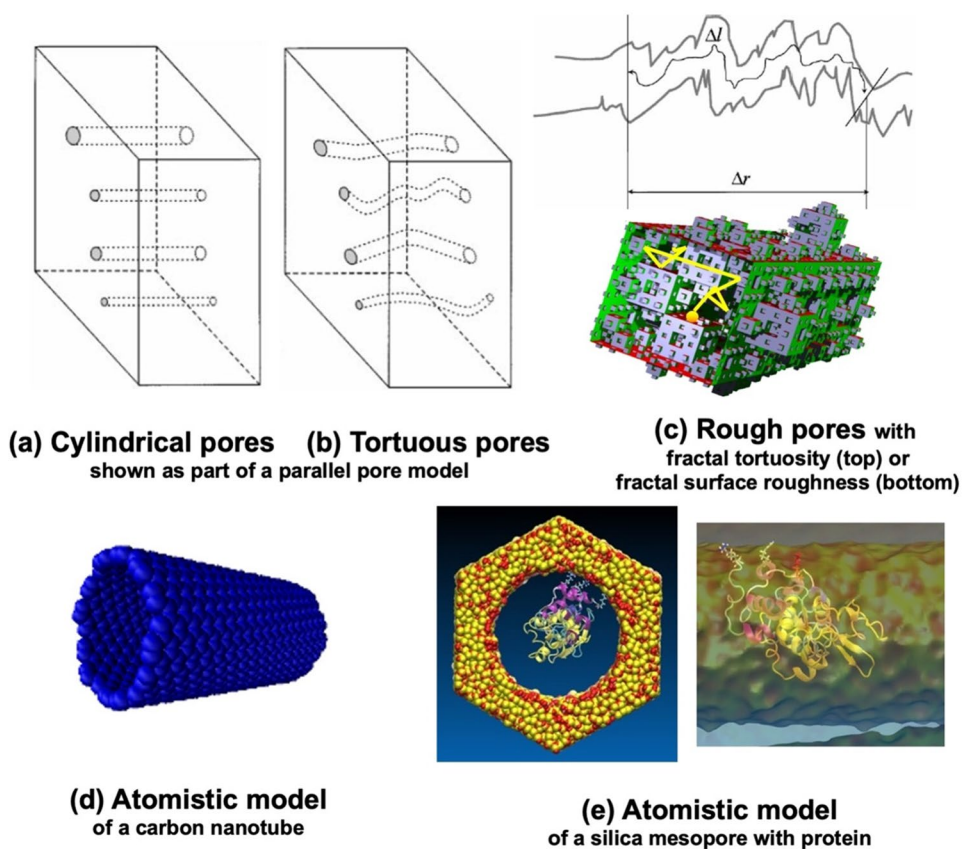 Δl
Δr
(a) Cylindrical pores (b) Tortuous pores
shown as part of a parallel pore model
(c) Rough pores with
fractal tortuosity (top) or
fractal surface roughness (bottom)
(d) Atomistic model
of a carbon nanotube
(e) Atomistic model
of a silica mesopore with protein